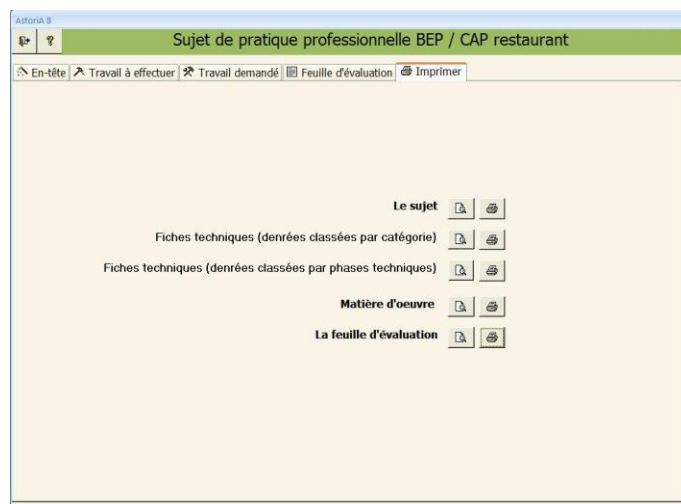 AstoriA 8
? Sujet de pratique professionnelle BEP / CAP restaurant
En-tête Travail à effectuer Travail demandé Feuille d'évaluation Imprimer
Le sujet
Fiches techniques (denrées classées par catégorie)
Fiches techniques (denrées classées par phases techniques)
Matière d'oeuvre
La feuille d'évaluation